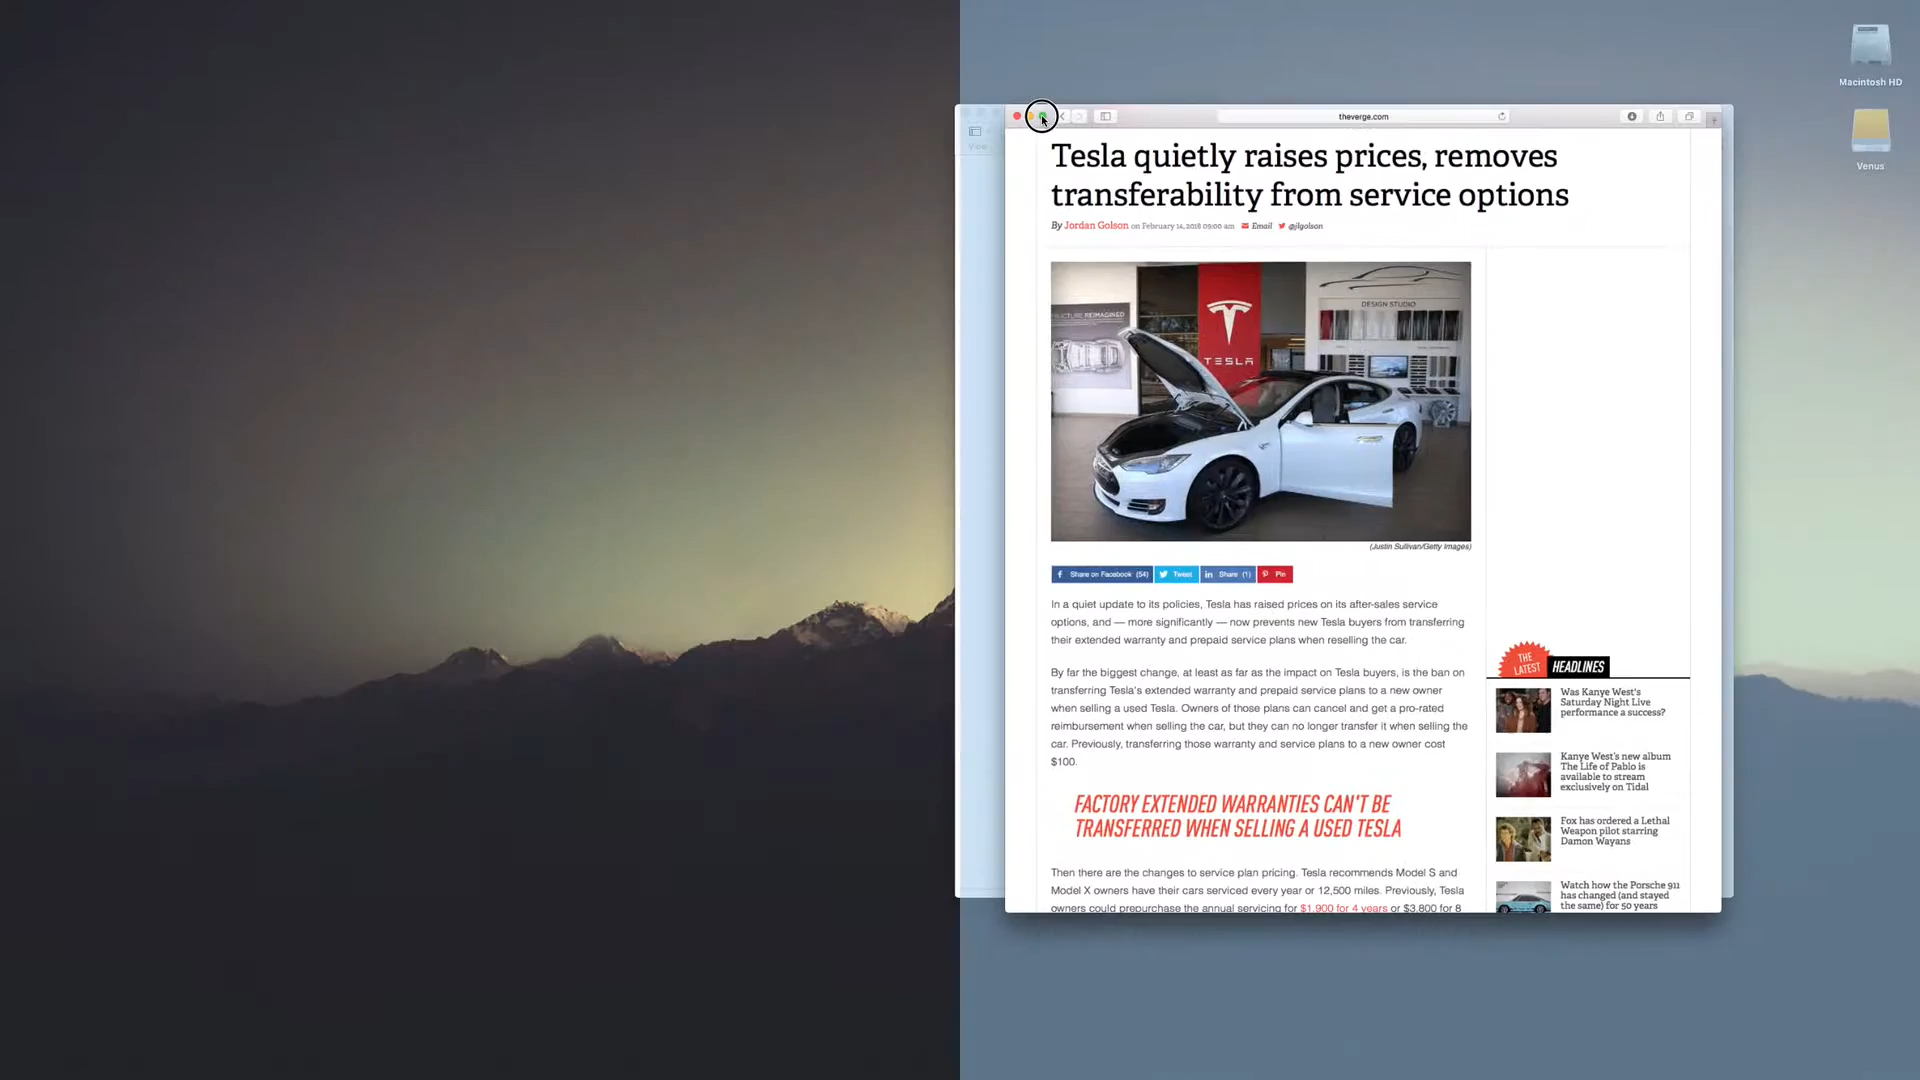 Macintosh HD
Venus
View
theverge.com
Tesla quietly raises prices, removes
transferability from service options
By Jordan Golson on February 14, 2016 09:00 am Email @jlgolson
STRUCTURE REIMAGINED
TESLA
DESIGN STUDIO
(Justin Sullivan/Getty Images)
Share on Facebook (54) Tweet Share (1) Pin
In a quiet update to its policies, Tesla has raised prices on its after-sales service
options, and — more significantly — now prevents new Tesla buyers from transferring
their extended warranty and prepaid service plans when reselling the car.
By far the biggest change, at least as far as the impact on Tesla buyers, is the ban on
transferring Tesla's extended warranty and prepaid service plans to a new owner
when selling a used Tesla. Owners of those plans can cancel and get a pro-rated
reimbursement when selling the car, but they can no longer transfer it when selling the
car. Previously, transferring those warranty and service plans to a new owner cost
$100.
FACTORY EXTENDED WARRANTIES CAN'T BE
TRANSFERRED WHEN SELLING A USED TESLA
Then there are the changes to service plan pricing. Tesla recommends Model S and
Model X owners have their cars serviced every year or 12,500 miles. Previously, Tesla
owners could prepurchase the annual servicing for $1,900 for 4 years or $3,800 for 8
THE
LATEST HEADLINES
Was Kanye West's
Saturday Night Live
performance a success?
Kanye West's new album
The Life of Pablo is
available to stream
exclusively on Tidal
Fox has ordered a Lethal
Weapon pilot starring
Damon Wayans
Watch how the Porsche 911
has changed (and stayed
the same) for 50 years